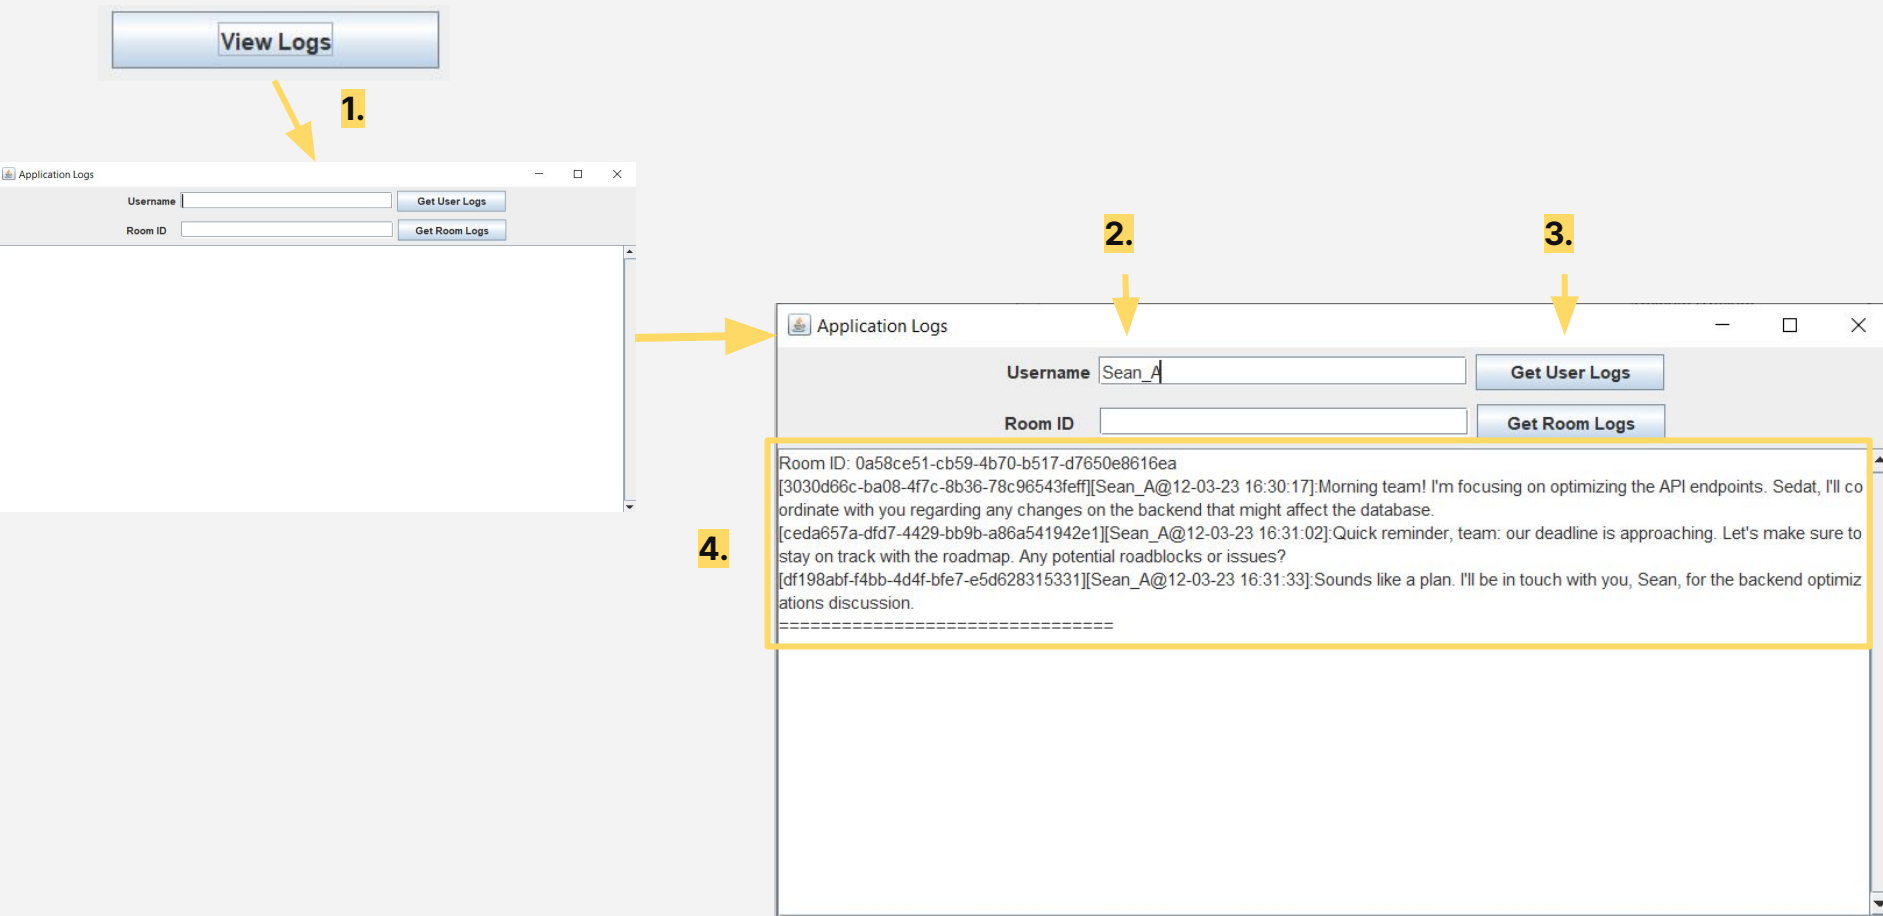 View Logs
1.
Application Logs
Username
Get User Logs
Room ID
Get Room Logs
2.
3.
Application Logs
Username
Sean_A
Get User Logs
Room ID
Get Room Logs
4.
Room ID: 0a58ce51-cb59-4b70-b517-d7650e8616ea
[3030d66c-ba08-4f7c-8b36-78c96543feff][Sean_A@12-03-23 16:30:17]:Morning team! I'm focusing on optimizing the API endpoints. Sedat, I'll co
ordinate with you regarding any changes on the backend that might affect the database.
[ceda657a-dfd7-4429-bb9b-a86a541942e1][Sean_A@12-03-23 16:31:02]:Quick reminder, team: our deadline is approaching. Let's make sure to
stay on track with the roadmap. Any potential roadblocks or issues?
[df198abf-f4bb-4d4f-bfe7-e5d628315331][Sean_A@12-03-23 16:31:33]:Sounds like a plan. I'll be in touch with you, Sean, for the backend optimiz
ations discussion.
================================